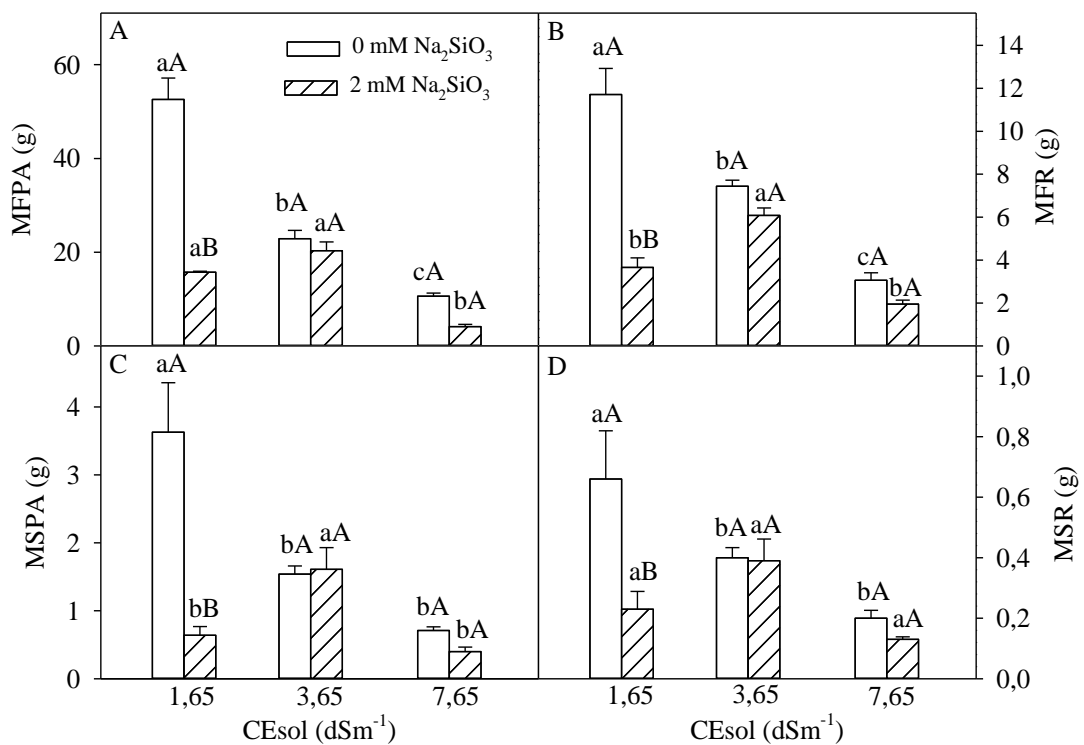 A
0 mM Na₂SiO₃
2 mM Na₂SiO₃
60
40
20
0
MFPA (g)
aA
aB
bA
aA
cA
bA
B
14
12
10
8
6
4
2
0
MFR (g)
aA
bB
bA
aA
cA
bA
C
4
3
2
1
0
MSPA (g)
aA
bB
bA
aA
bA
bA
1,65 3,65 7,65
CEsol (dSm⁻¹)
D
1,0
0,8
0,6
0,4
0,2
0,0
MSR (g)
aA
aB
bA
aA
bA
aA
1,65 3,65 7,65
CEsol (dSm⁻¹)